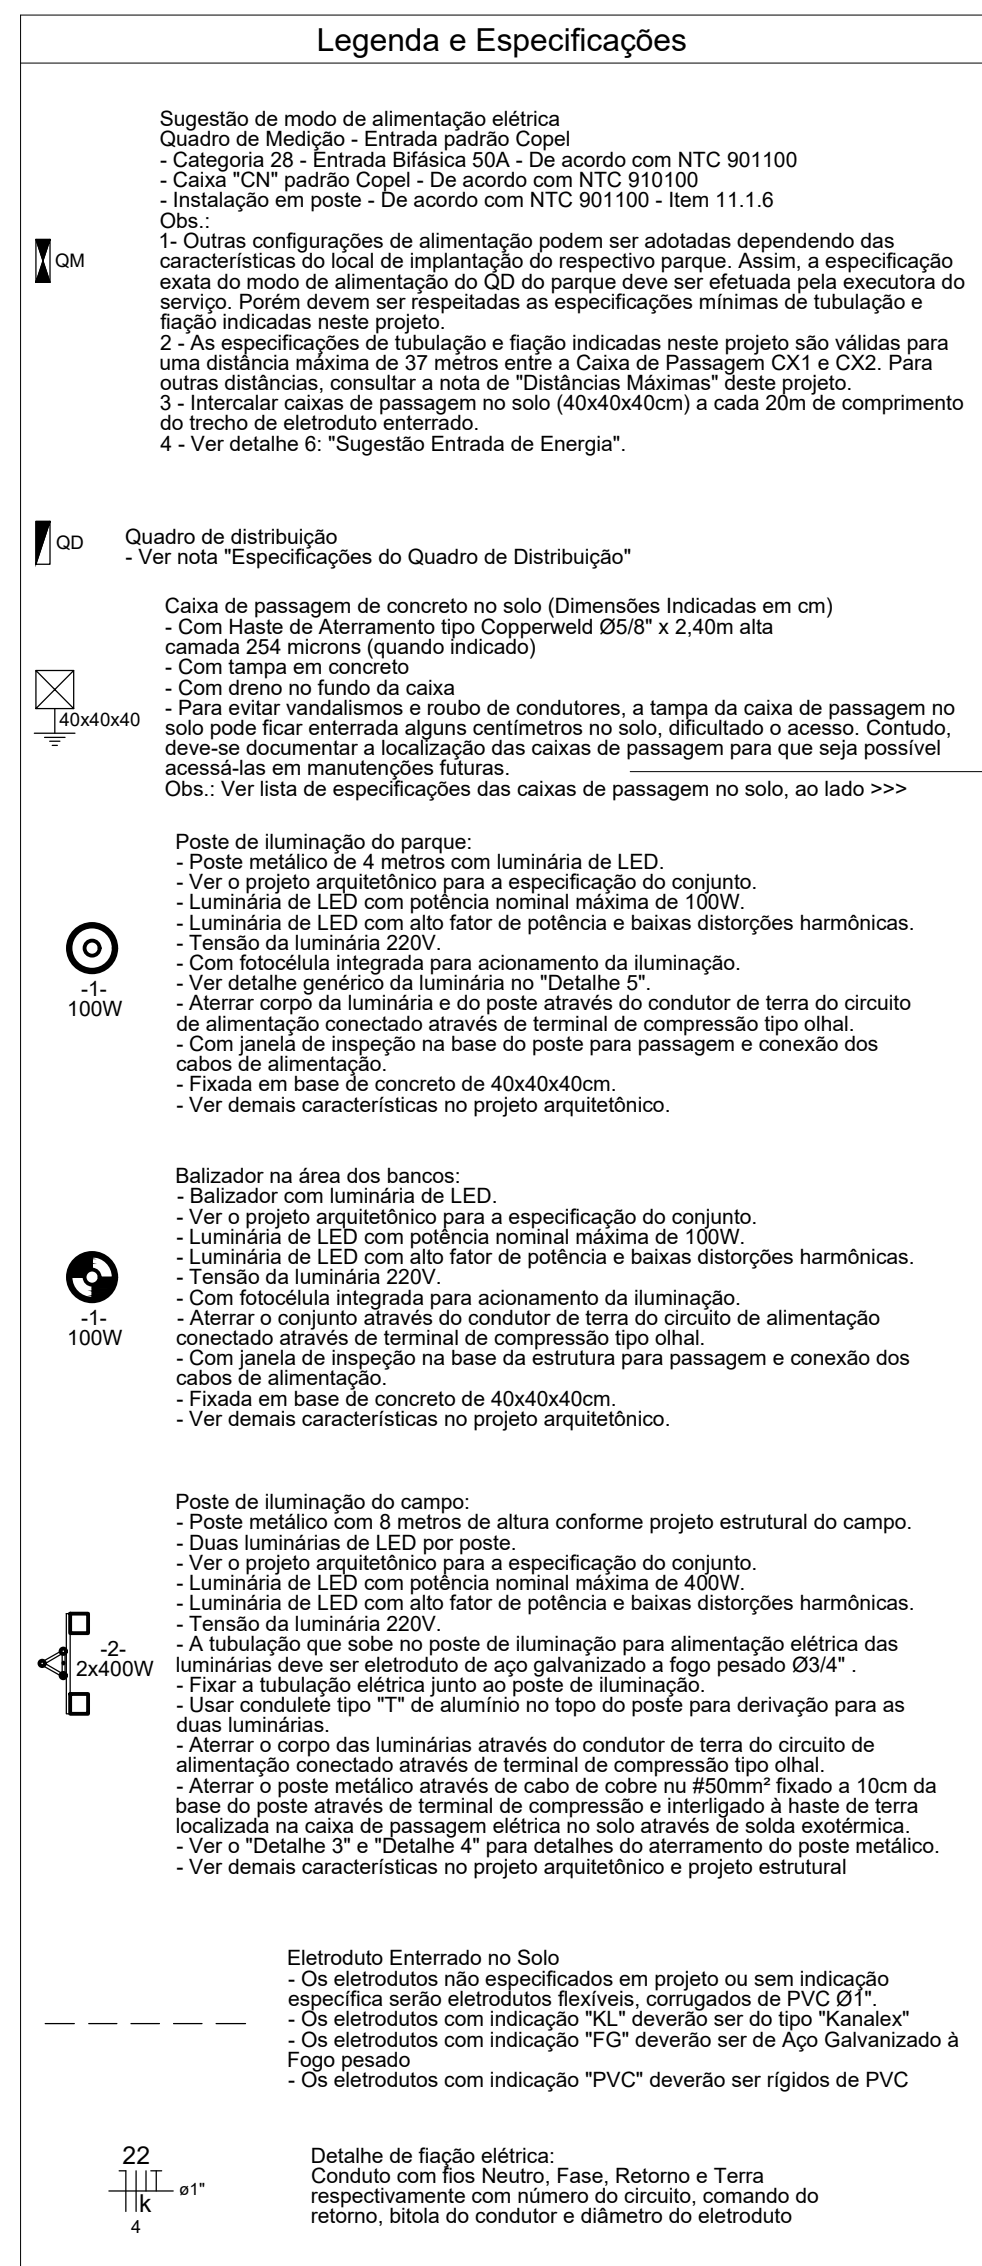 Legenda e Especificações
Sugestão de modo de alimentação elétrica
Quadro de Medição - Entrada padrão Copel
- Categoria 28 - Entrada Bifásica 50A - De acordo com NTC 901100
- Caixa "CN" padrão Copel - De acordo com NTC 910100
- Instalação em poste - De acordo com NTC 901100 - Item 11.1.6
Obs.:
1- Outras configurações de alimentação podem ser adotadas dependendo das
QM
características do local de implantação do respectivo parque. Assim, a especificação
exata do modo de alimentação do QD do parque deve ser efetuada pela executora do
serviço. Porém devem ser respeitadas as especificações mínimas de tubulação e
fiação indicadas neste projeto.
2 - As especificações de tubulação e fiação indicadas neste projeto são válidas para
uma distância máxima de 37 metros entre a Caixa de Passagem CX1 e CX2. Para
outras distâncias, consultar a nota de "Distâncias Máximas" deste projeto.
3 - Intercalar caixas de passagem no solo (40x40x40cm) a cada 20m de comprimento
do trecho de eletroduto enterrado.
4 - Ver detalhe 6: "Sugestão Entrada de Energia".
QD
Quadro de distribuição
- Ver nota "Especificações do Quadro de Distribuição"
Caixa de passagem de concreto no solo (Dimensões Indicadas em cm)
- Com Haste de Aterramento tipo Copperweld Ø5/8" x 2,40m alta
camada 254 microns (quando indicado)
- Com tampa em concreto
- Com dreno no fundo da caixa
- Para evitar vandalismos e roubo de condutores, a tampa da caixa de passagem no
40x40x40
solo pode ficar enterrada alguns centímetros no solo, dificultado o acesso. Contudo,
deve-se documentar a localização das caixas de passagem para que seja possível
acessá-las em manutenções futuras.
Obs.: Ver lista de especificações das caixas de passagem no solo, ao lado >>>
Poste de iluminação do parque:
- Poste metálico de 4 metros com luminária de LED.
- Ver o projeto arquitetônico para a especificação do conjunto.
- Luminária de LED com potência nominal máxima de 100W.
- Luminária de LED com alto fator de potência e baixas distorções harmônicas.
- Tensão da luminária 220V.
- Com fotocélula integrada para acionamento da iluminação.
- Ver detalhe genérico da luminária no "Detalhe 5".
-1-
100W
- Aterrar corpo da luminária e do poste através do condutor de terra do circuito
de alimentação conectado através de terminal de compressão tipo olhal.
- Com janela de inspeção na base do poste para passagem e conexão dos
cabos de alimentação.
- Fixada em base de concreto de 40x40x40cm.
- Ver demais características no projeto arquitetônico.
Balizador na área dos bancos:
- Balizador com luminária de LED.
- Ver o projeto arquitetônico para a especificação do conjunto.
- Luminária de LED com potência nominal máxima de 100W.
- Luminária de LED com alto fator de potência e baixas distorções harmônicas.
- Tensão da luminária 220V.
- Com fotocélula integrada para acionamento da iluminação.
-1-
100W
- Aterrar o conjunto através do condutor de terra do circuito de alimentação
conectado através de terminal de compressão tipo olhal.
- Com janela de inspeção na base da estrutura para passagem e conexão dos
cabos de alimentação.
- Fixada em base de concreto de 40x40x40cm.
- Ver demais características no projeto arquitetônico.
Poste de iluminação do campo:
- Poste metálico com 8 metros de altura conforme projeto estrutural do campo.
- Duas luminárias de LED por poste.
- Ver o projeto arquitetônico para a especificação do conjunto.
- Luminária de LED com potência nominal máxima de 400W.
- Luminária de LED com alto fator de potência e baixas distorções harmônicas.
- Tensão da luminária 220V.
-2-
2x400W
- A tubulação que sobe no poste de iluminação para alimentação elétrica das
luminárias deve ser eletroduto de aço galvanizado a fogo pesado Ø3/4" .
- Fixar a tubulação elétrica junto ao poste de iluminação.
- Usar condulete tipo "T" de alumínio no topo do poste para derivação para as
duas luminárias.
- Aterrar o corpo das luminárias através do condutor de terra do circuito de
alimentação conectado através de terminal de compressão tipo olhal.
- Aterrar o poste metálico através de cabo de cobre nu #50mm² fixado a 10cm da
base do poste através de terminal de compressão e interligado à haste de terra
localizada na caixa de passagem elétrica no solo através de solda exotérmica.
- Ver o "Detalhe 3" e "Detalhe 4" para detalhes do aterramento do poste metálico.
- Ver demais características no projeto arquitetônico e projeto estrutural
Eletroduto Enterrado no Solo
- Os eletrodutos não especificados em projeto ou sem indicação
específica serão eletrodutos flexíveis, corrugados de PVC Ø1".
- Os eletrodutos com indicação "KL" deverão ser do tipo "Kanalex"
- Os eletrodutos com indicação "FG" deverão ser de Aço Galvanizado à
Fogo pesado
- Os eletrodutos com indicação "PVC" deverão ser rígidos de PVC
22
ø1"
k
4
Detalhe de fiação elétrica:
Conduto com fios Neutro, Fase, Retorno e Terra
respectivamente com número do circuito, comando do
retorno, bitola do condutor e diâmetro do eletroduto